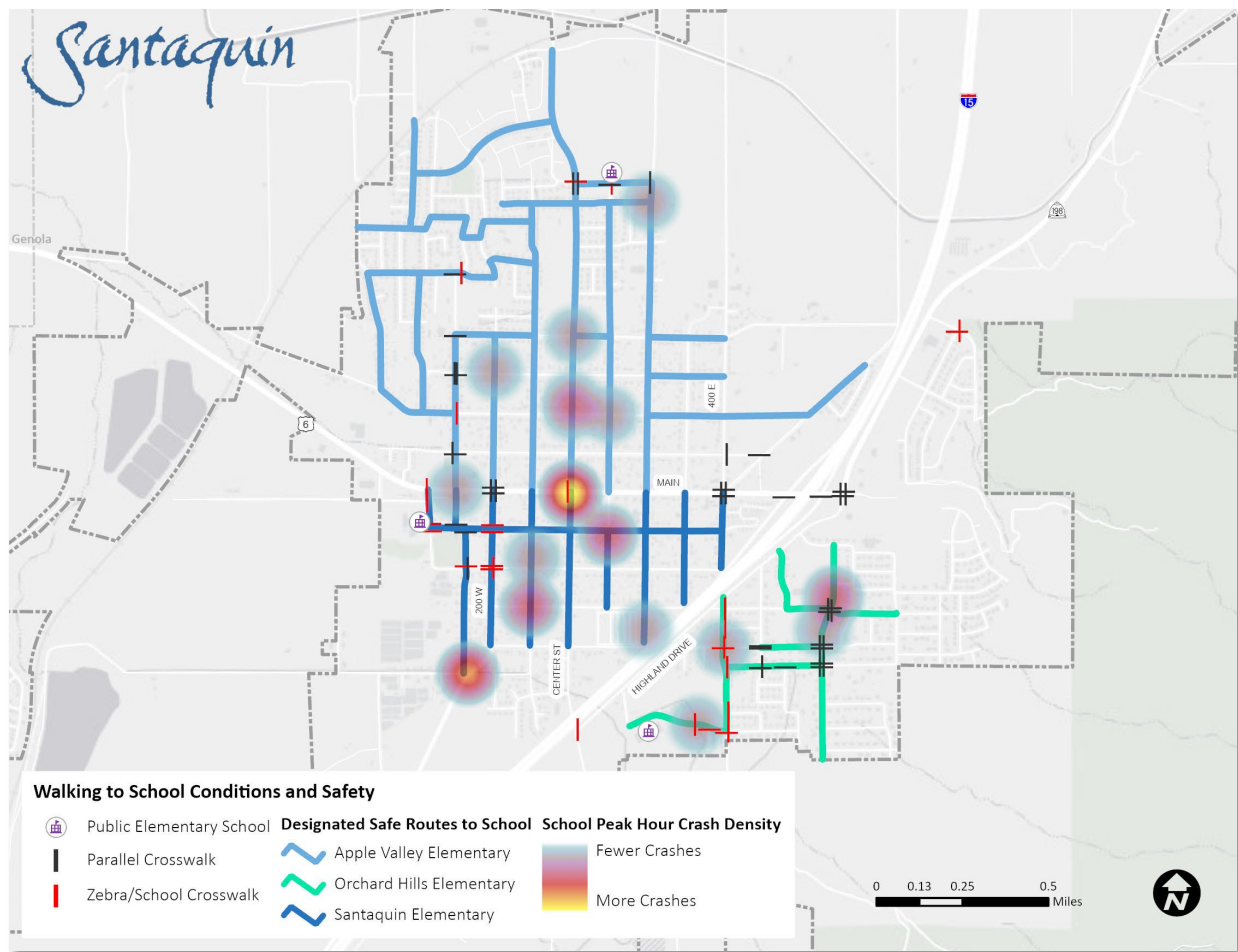 Santaquin
15
198
Genola
6
400 E
MAIN
200 W
CENTER ST
HIGHLAND DRIVE
Walking to School Conditions and Safety
Public Elementary School
Parallel Crosswalk
Zebra/School Crosswalk
Designated Safe Routes to School
Apple Valley Elementary
Orchard Hills Elementary
Santaquin Elementary
School Peak Hour Crash Density
Fewer Crashes
More Crashes
0 0.13 0.25 0.5
Miles
N